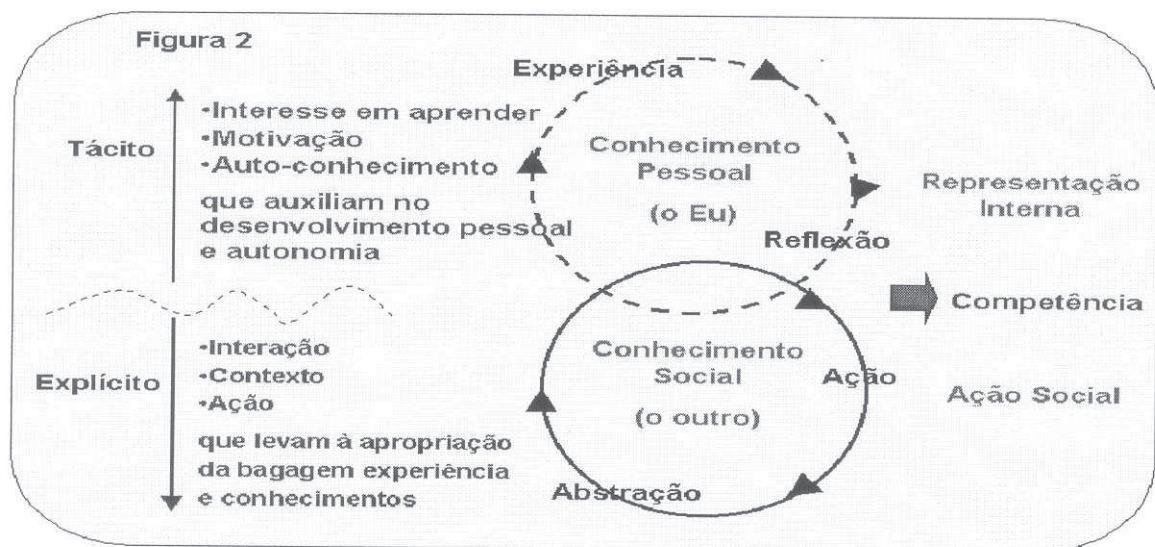 Figura 2
Tácito
•Interesse em aprender
•Motivação
•Auto-conhecimento
que auxiliam no
desenvolvimento pessoal
e autonomia
Explícito
•Interação
•Contexto
•Ação
que levam à apropriação
da bagagem experiência
e conhecimentos
Experiência
Conhecimento
Pessoal
(o Eu)
Reflexão
Conhecimento
Social
(o outro)
Ação
Abstração
Representação
Interna
Competência
Ação Social